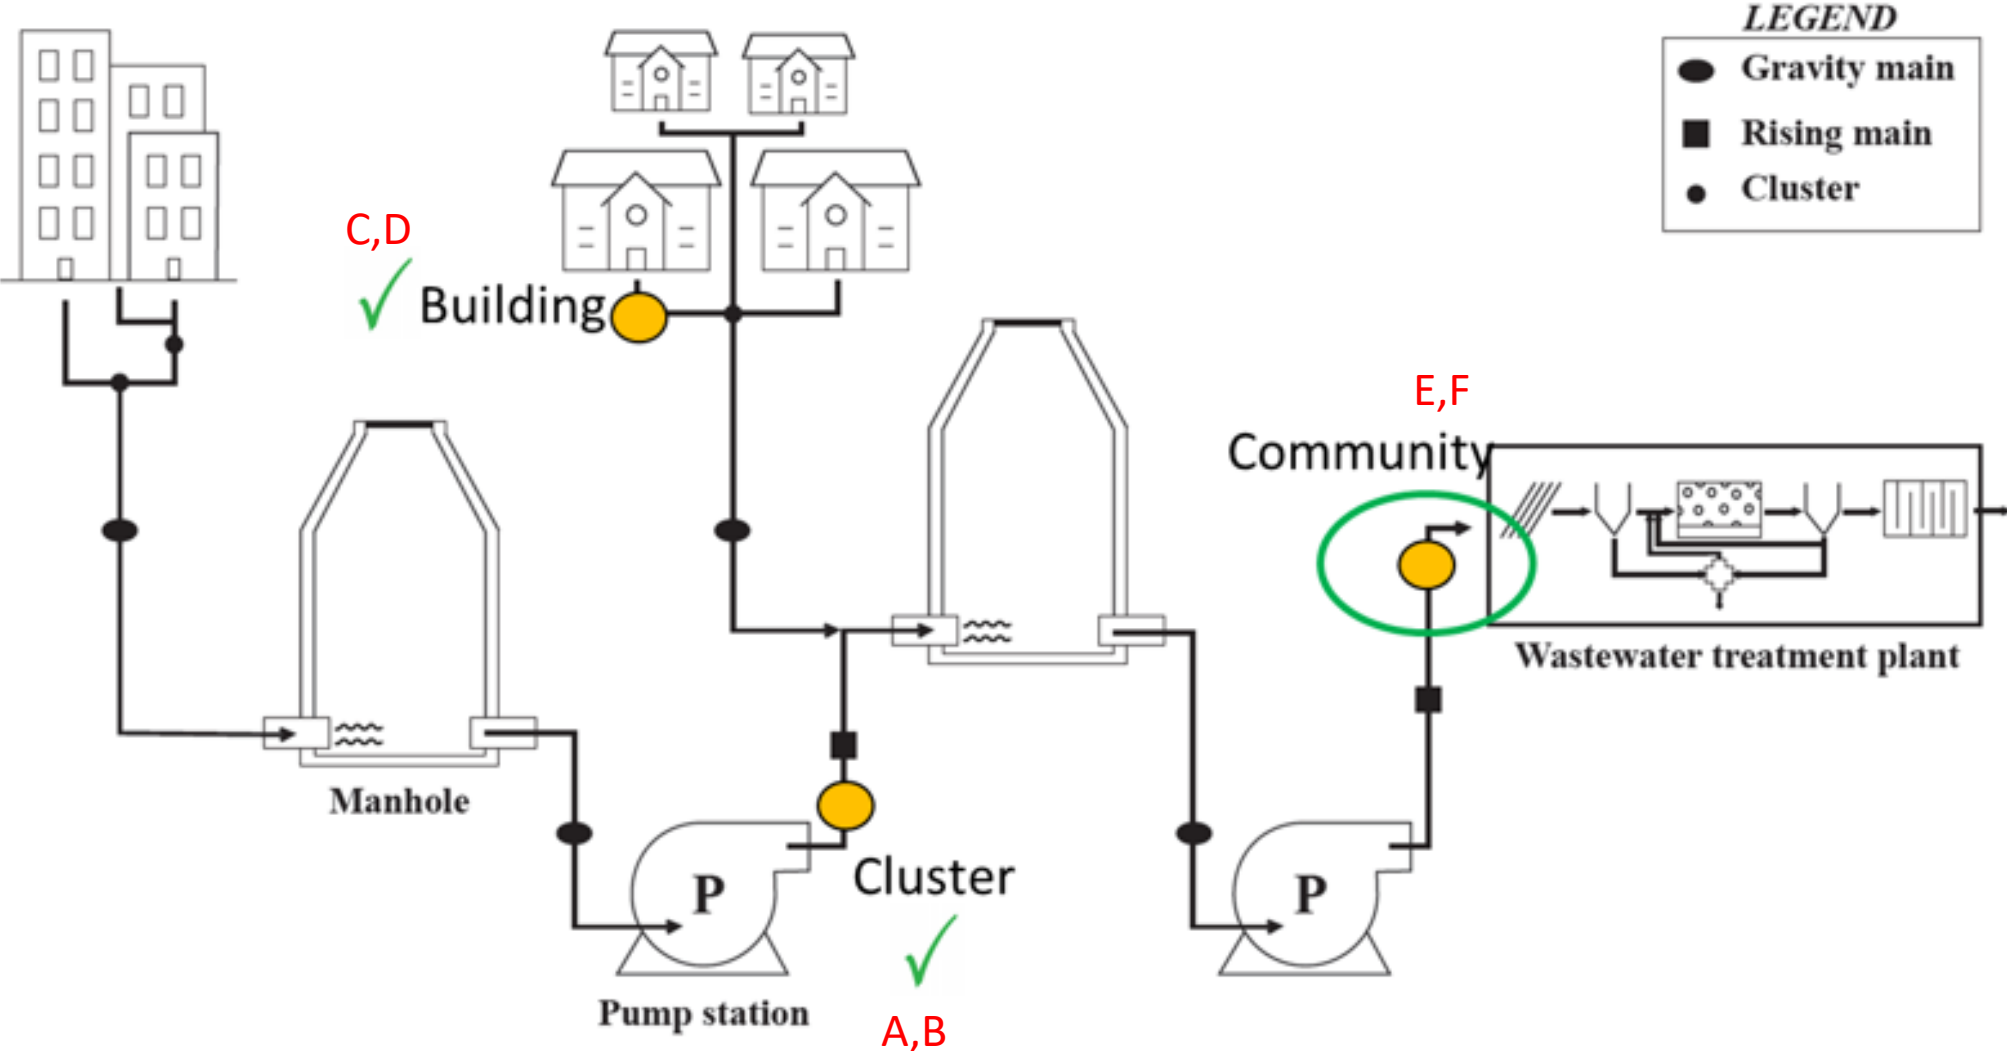 LEGEND
Gravity main
Rising main
Cluster
C,D
Building
E,F
Community
Wastewater treatment plant
Manhole
P
P
Cluster
Pump station
A,B